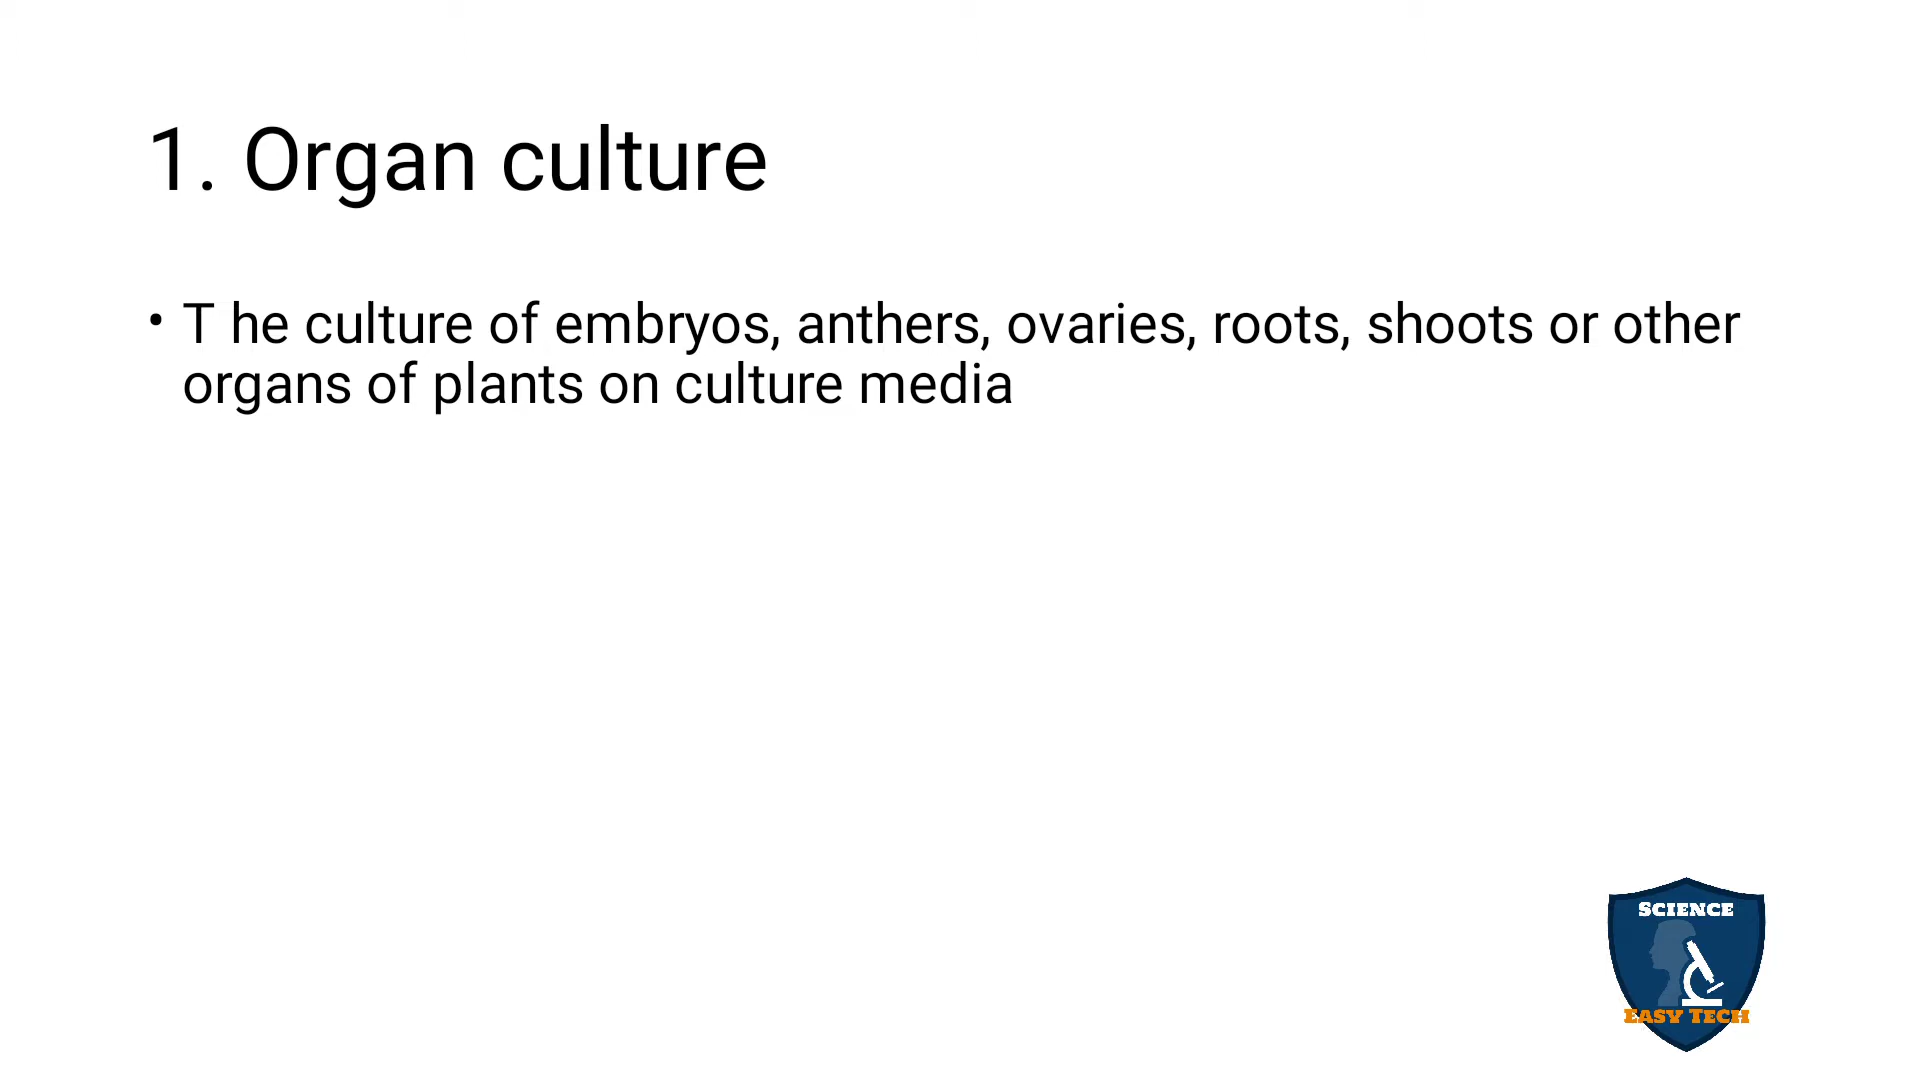 1. Organ culture
• T he culture of embryos, anthers, ovaries, roots, shoots or other
organs of plants on culture media
SCIENCE
EASY TECH